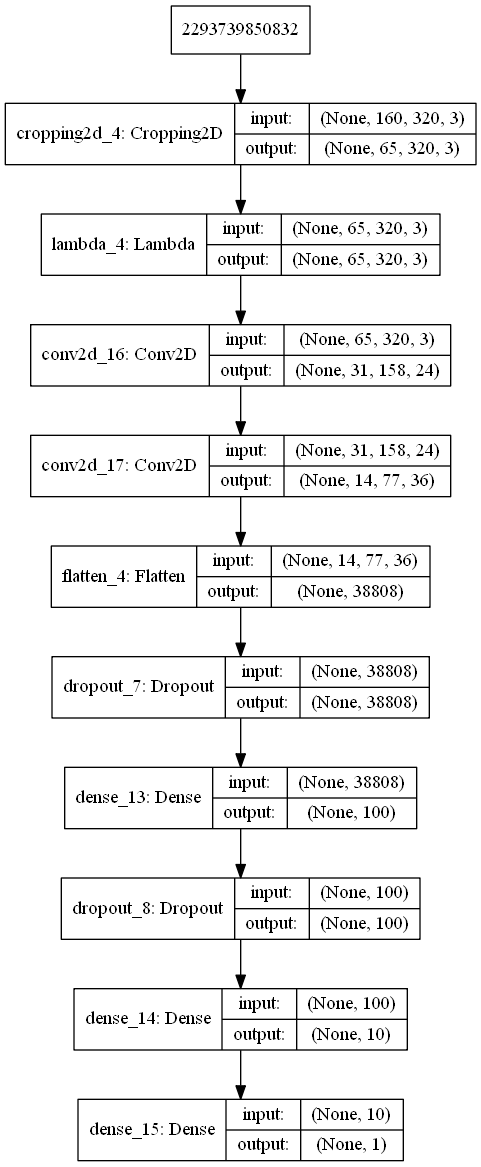 2293739850832
cropping2d_4: Cropping2D
input:
(None, 160, 320, 3)
output:
(None, 65, 320, 3)
lambda_4: Lambda
input:
(None, 65, 320, 3)
output:
(None, 65, 320, 3)
conv2d_16: Conv2D
input:
(None, 65, 320, 3)
output:
(None, 31, 158, 24)
conv2d_17: Conv2D
input:
(None, 31, 158, 24)
output:
(None, 14, 77, 36)
flatten_4: Flatten
input:
(None, 14, 77, 36)
output:
(None, 38808)
dropout_7: Dropout
input:
(None, 38808)
output:
(None, 38808)
dense_13: Dense
input:
(None, 38808)
output:
(None, 100)
dropout_8: Dropout
input:
(None, 100)
output:
(None, 100)
dense_14: Dense
input:
(None, 100)
output:
(None, 10)
dense_15: Dense
input:
(None, 10)
output:
(None, 1)